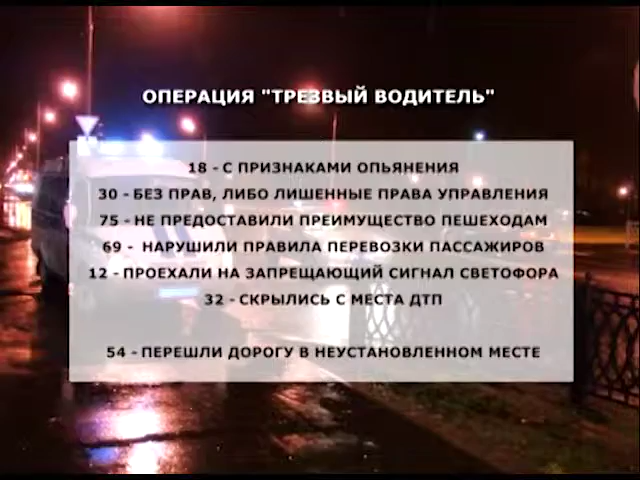 ОПЕРАЦИЯ "ТРЕЗВЫЙ ВОДИТЕЛЬ"
18 - С ПРИЗНАКАМИ ОПЬЯНЕНИЯ
30 - БЕЗ ПРАВ, ЛИБО ЛИШЕННЫЕ ПРАВА УПРАВЛЕНИЯ
75 - НЕ ПРЕДОСТАВИЛИ ПРЕИМУЩЕСТВО ПЕШЕХОДАМ
69 - НАРУШИЛИ ПРАВИЛА ПЕРЕВОЗКИ ПАССАЖИРОВ
12 - ПРОЕХАЛИ НА ЗАПРЕЩАЮЩИЙ СИГНАЛ СВЕТОФОРА
32 - СКРЫЛИСЬ С МЕСТА ДТП
54 - ПЕРЕШЛИ ДОРОГУ В НЕУСТАНОВЛЕННОМ МЕСТЕ